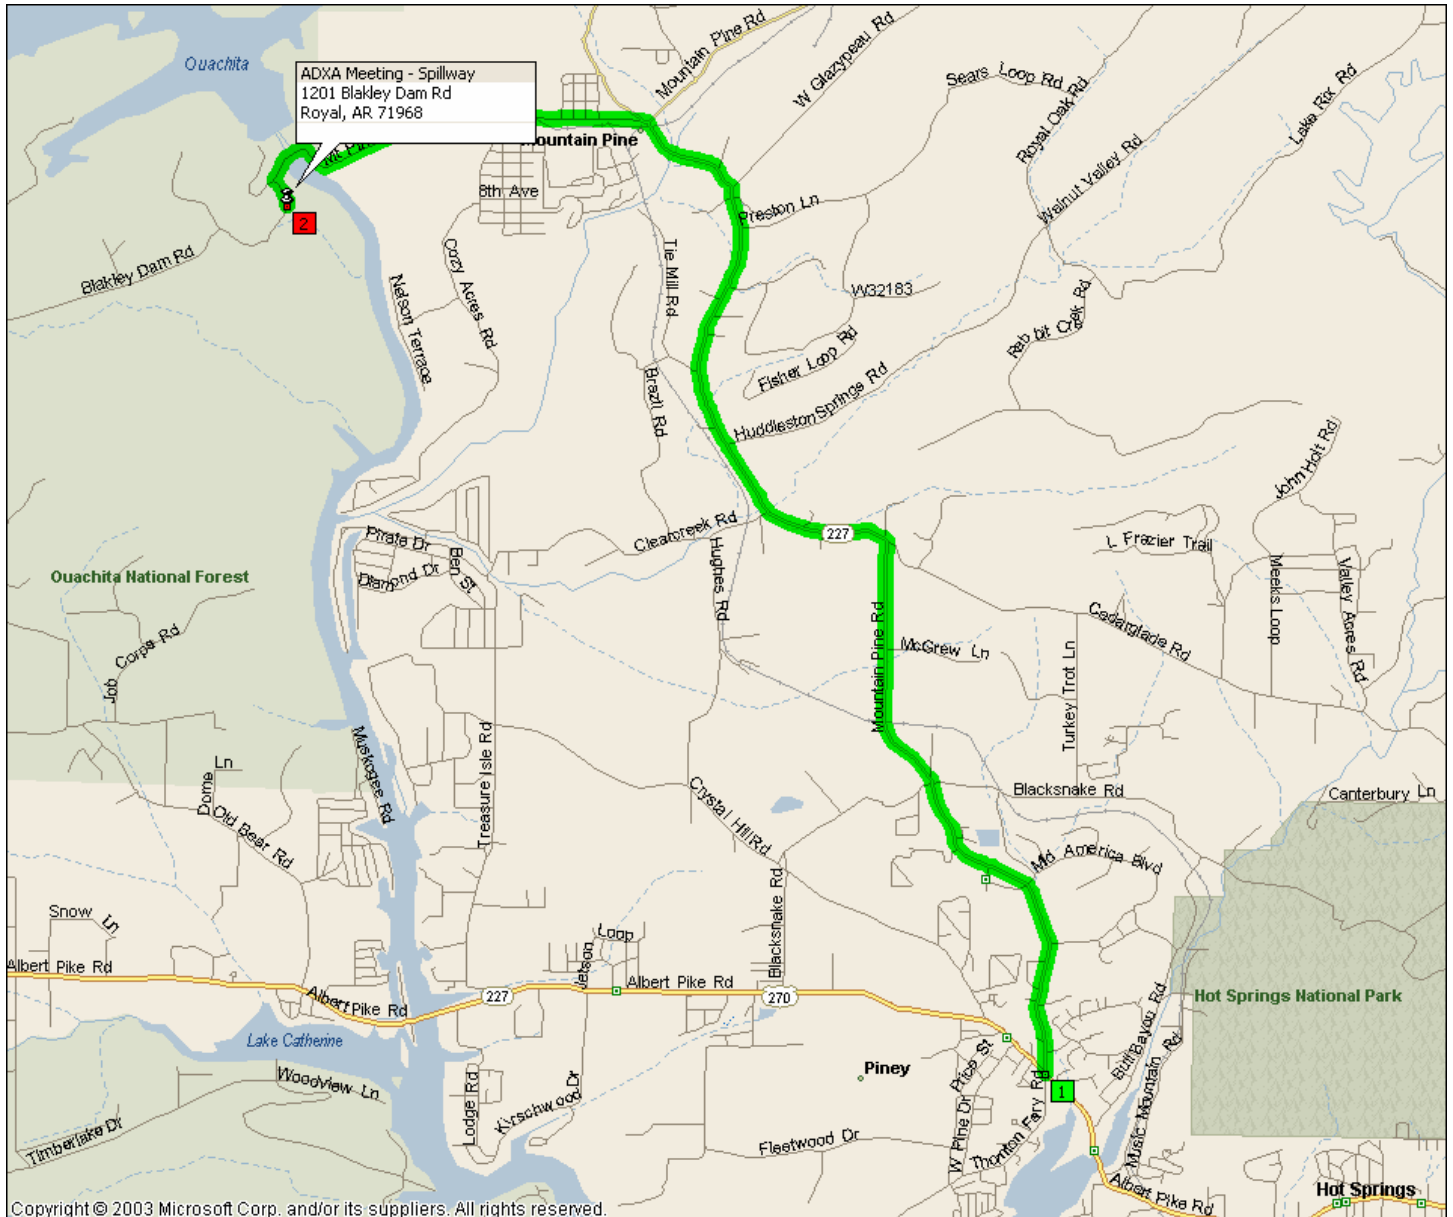 Ouachita
ADXA Meeting - Spillway
1201 Blakley Dam Rd
Royal, AR 71968
Mountain Pine Rd
W Glazypeau Rd
Sears Loop Rd
Royal Oak Rd
Lake Rix Rd
Mt Pine
Mountain Pine
Walnut Valley Rd
8th Ave
Preston Ln
2
Blakley Dam Rd
Cozy Acres Rd
Tie Mill Rd
W32183
Nelson Terrace
Rabbit Creek Rd
Fisher Loop Rd
Brazil Rd
Huddleston Springs Rd
John Holt Rd
Clearcreek Rd
227
Pirate Dr
Ben St
Diamond Dr
Hughes Rd
L Frazier Trail
Meeks Loop
Valley Acres Rd
Ouachita National Forest
Job Corps Rd
Mountain Pine Rd
McGrew Ln
Cedarglade Rd
Turkey Trot Ln
Muskogee Rd
Treasure Isle Rd
Dome Ln
Old Bear Rd
Crystal Hill Rd
Blacksnake Rd
Canterbury Ln
Mid America Blvd
Blacksnake Rd
Snow Ln
Jetson Loop
Albert Pike Rd
Albert Pike Rd
227
Albert Pike Rd
270
Hot Springs National Park
Bull Bayou Rd
Lake Catherine
Price St
Piney
1
Woodview Ln
Lodge Rd
Kirschwood Dr
Thornton Fery Rd
W Pine Dr
Music Mountain Rd
Timberlake Dr
Fleetwood Dr
Albert Pike Rd
Hot Springs
Copyright © 2003 Microsoft Corp. and/or its suppliers. All rights reserved.